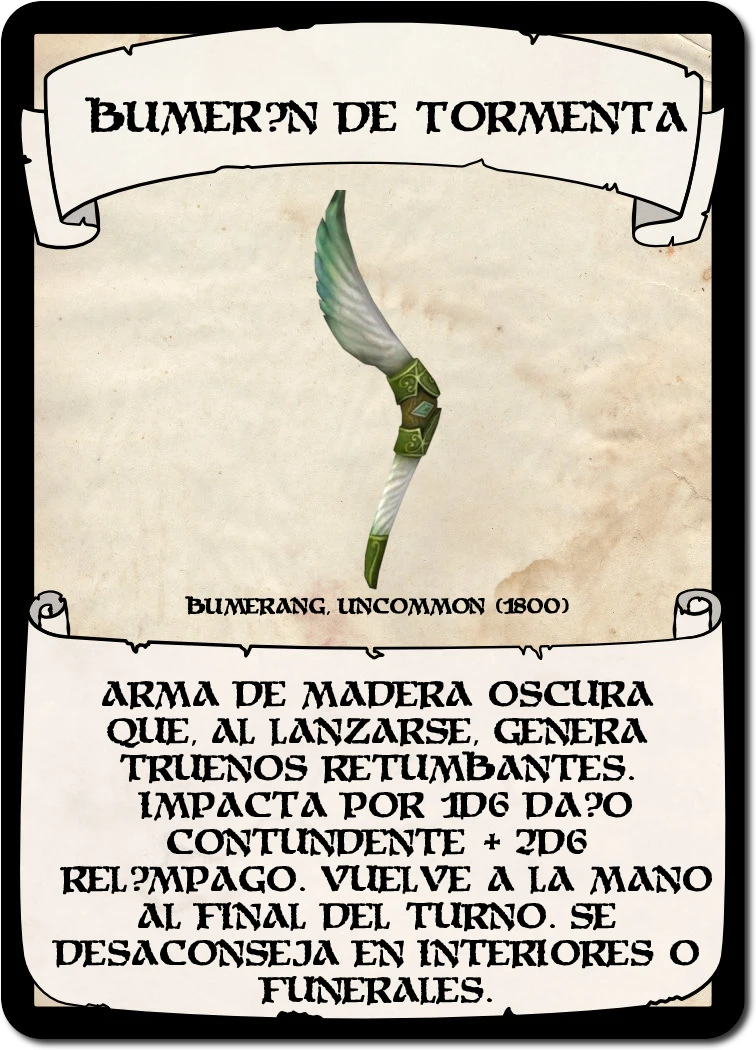 BUMER?N DE TORMENTA
BUMERANG, UNCOMMON (1800)
ARMA DE MADERA OSCURA
QUE, AL LANZARSE, GENERA
TRUENOS RETUMBANTES.
IMPACTA POR 1D6 DA?O
CONTUNDENTE + 2D6
REL?MPAGO. VUELVE A LA MANO
AL FINAL DEL TURNO. SE
DESACONSEJA EN INTERIORES O
FUNERALES.